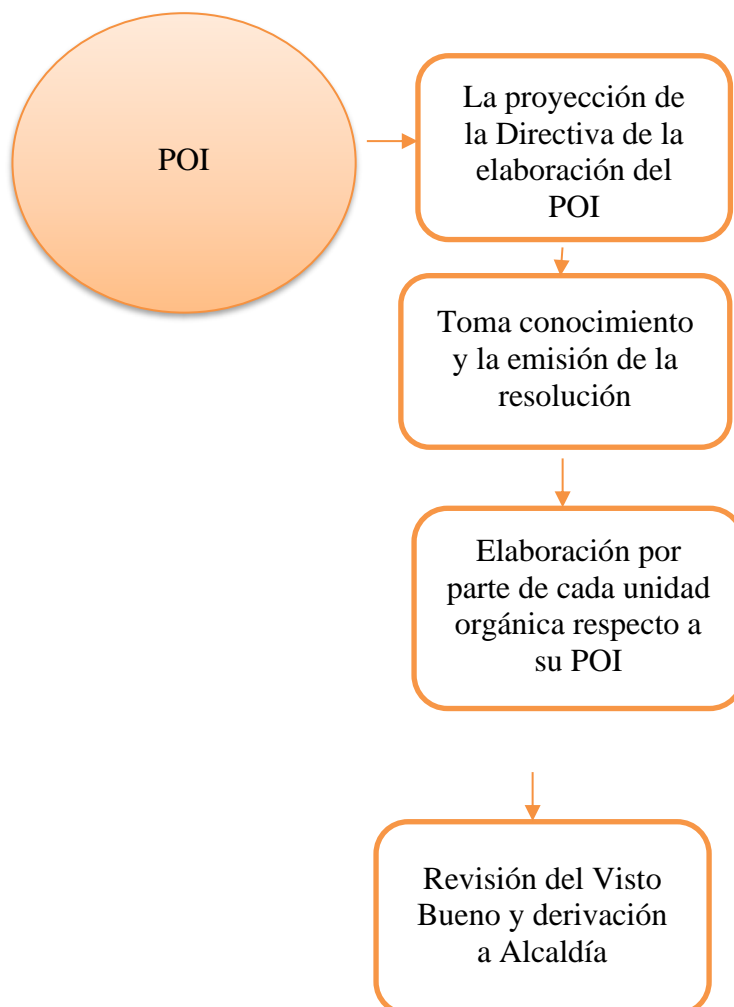 POI
La proyección de
la Directiva de la
elaboración del
POI
Toma conocimiento
y la emisión de la
resolución
Elaboración por
parte de cada unidad
orgánica respecto a
su POI
Revisión del Visto
Bueno y derivación
a Alcaldía